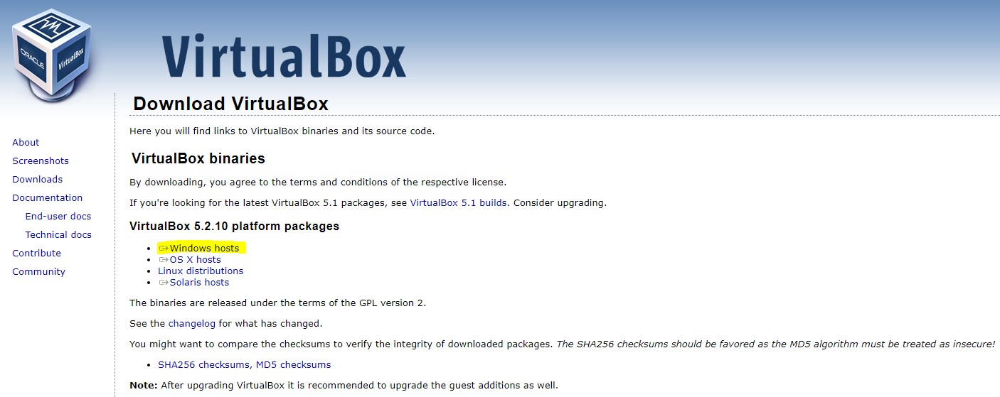 ORACLE
VirtualBox
VirtualBox
Download VirtualBox
Here you will find links to VirtualBox binaries and its source code.
About
Screenshots
Downloads
Documentation
End-user docs
Technical docs
Contribute
Community
VirtualBox binaries
By downloading, you agree to the terms and conditions of the respective license.
If you're looking for the latest VirtualBox 5.1 packages, see VirtualBox 5.1 builds. Consider upgrading.
VirtualBox 5.2.10 platform packages
• Windows hosts
• OS X hosts
• Linux distributions
• Solaris hosts
The binaries are released under the terms of the GPL version 2.
See the changelog for what has changed.
You might want to compare the checksums to verify the integrity of downloaded packages. The SHA256 checksums should be favored as the MD5 algorithm must be treated as insecure!
• SHA256 checksums, MD5 checksums
Note: After upgrading VirtualBox it is recommended to upgrade the guest additions as well.